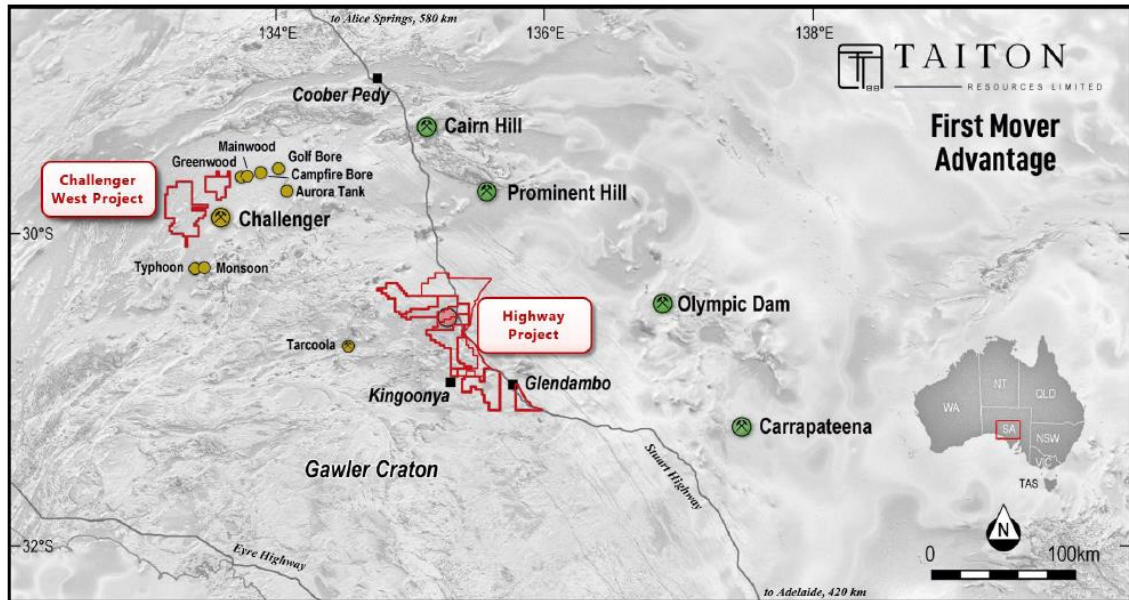 to Alice Springs, 580 km
134°E
136°E
138°E
TAITON
RESOURCES LIMITED
First Mover
Advantage
Coober Pedy
Cairn Hill
Mainwood
Greenwood
Golf Bore
Campfire Bore
Aurora Tank
Challenger
West Project
Prominent Hill
Challenger
30°S
Typhoon
Monsoon
Olympic Dam
Highway
Project
Tarcoola
Kingoonya
Glendambo
Carrapateena
Gawler Craton
Stuart Highway
WA
NT
QLD
SA
NSW
VIC
TAS
N
32°S
Eyre Highway
0
100km
to Adelaide, 420 km